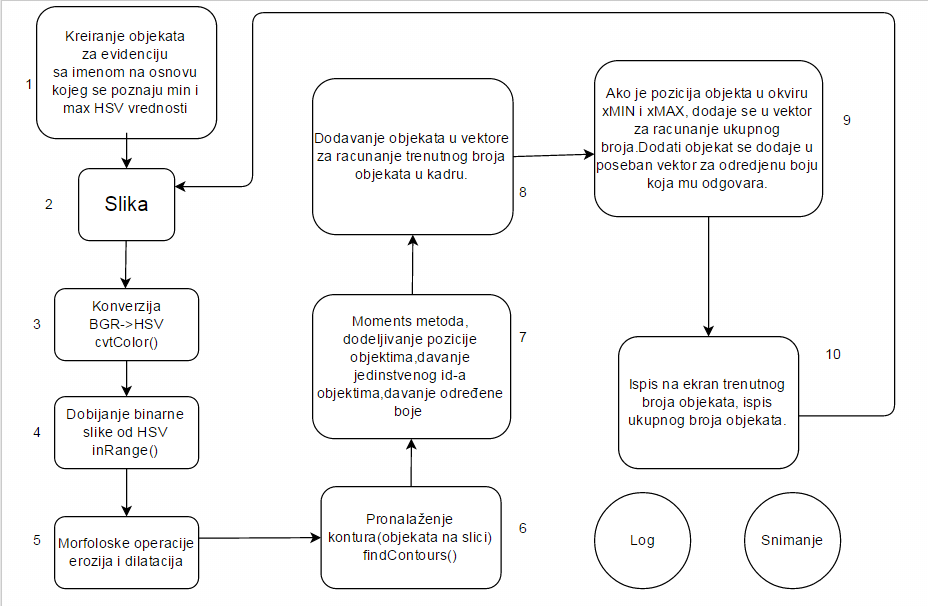 Kreiranje objekata
za evidenciju
sa imenom na osnovu
kojeg se poznaju min i
max HSV vrednosti
1
Slika
2
Konverzija
BGR->HSV
cvtColor()
3
Dobijanje binarne
slike od HSV
inRange()
4
Morfoloske operacije
erozija i dilatacija
5
Pronalaženje
kontura(objekata na slici)
findContours()
6
Moments metoda,
dodeljivanje pozicije
objektima,davanje
jedinstvenog id-a
objektima,davanje određene
boje
7
Dodavanje objekata u vektore
za racunanje trenutnog broja
objekata u kadru.
8
Ako je pozicija objekta u okviru
xMIN i xMAX, dodaje se u vektor
za racunanje ukupnog
broja.Dodati objekat se dodaje u
poseban vektor za odredjenu boju
koja mu odgovara.
9
Ispis na ekran trenutnog
broja objekata, ispis
ukupnog broja objekata.
10
Log
Snimanje